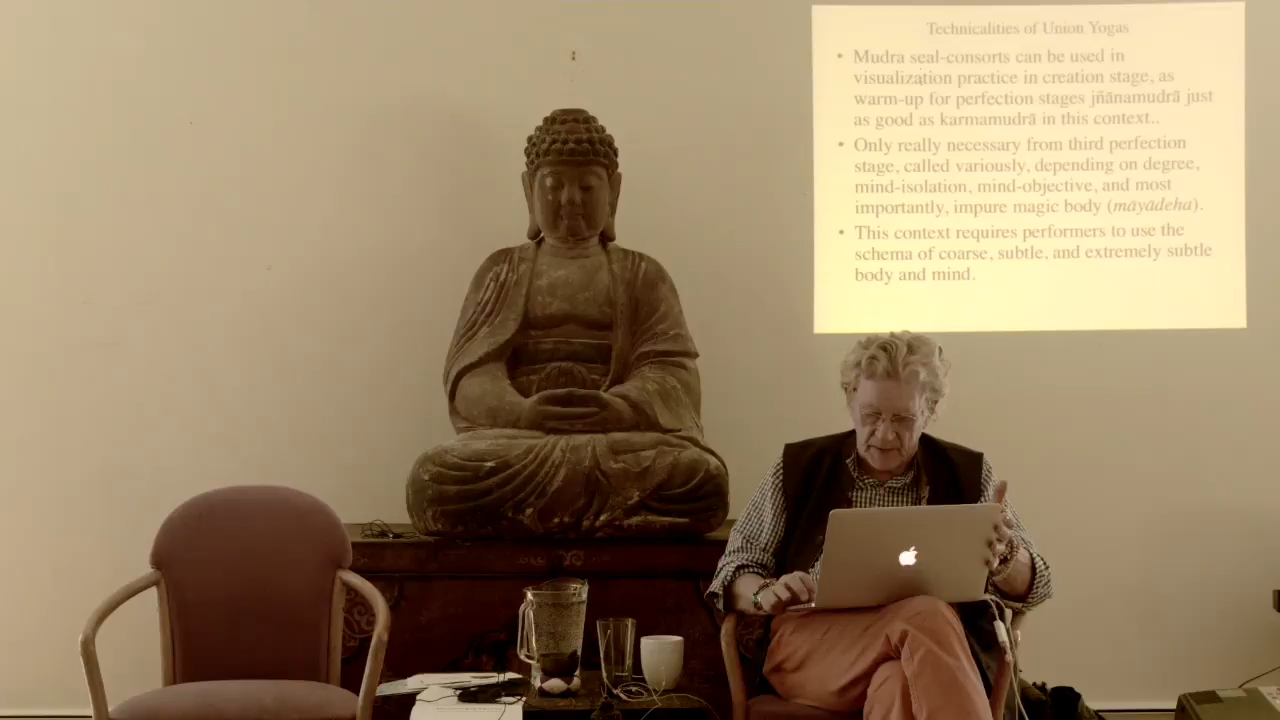 Technicalities of Union Yogas
• Mudra seal-consorts can be used in
visualization practice in creation stage, as
warm-up for perfection stages jñānamudrā just
as good as karmamudrā in this context..
• Only really necessary from third perfection
stage, called variously, depending on degree,
mind-isolation, mind-objective, and most
importantly, impure magic body (māyādeha).
• This context requires performers to use the
schema of coarse, subtle, and extremely subtle
body and mind.